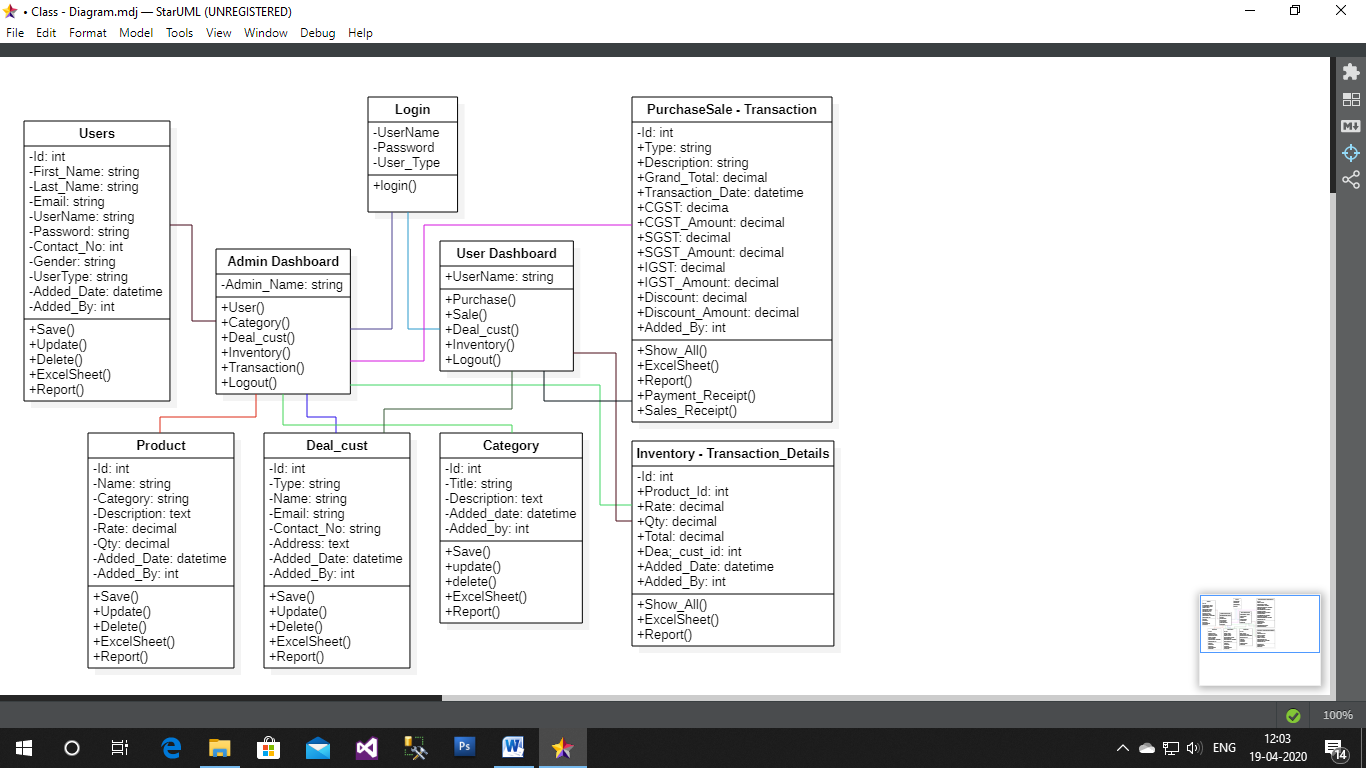 • Class - Diagram.mdj — StarUML (UNREGISTERED)
File Edit Format Model Tools View Window Debug Help
Users
-Id: int
-First_Name: string
-Last_Name: string
-Email: string
-UserName: string
-Password: string
-Contact_No: int
-Gender: string
-UserType: string
-Added_Date: datetime
-Added_By: int
+Save()
+Update()
+Delete()
+ExcelSheet()
+Report()
Login
-UserName
-Password
-User_Type
+login()
Admin Dashboard
-Admin_Name: string
+User()
+Category()
+Deal_cust()
+Inventory()
+Transaction()
+Logout()
User Dashboard
+UserName: string
+Purchase()
+Sale()
+Deal_cust()
+Inventory()
+Logout()
PurchaseSale - Transaction
-Id: int
+Type: string
+Description: string
+Grand_Total: decimal
+Transaction_Date: datetime
+CGST: decima
+CGST_Amount: decimal
+SGST: decimal
+SGST_Amount: decimal
+IGST: decimal
+IGST_Amount: decimal
+Discount: decimal
+Discount_Amount: decimal
+Added_By: int
+Show_All()
+ExcelSheet()
+Report()
+Payment_Receipt()
+Sales_Receipt()
Product
-Id: int
-Name: string
-Category: string
-Description: text
-Rate: decimal
-Qty: decimal
-Added_Date: datetime
-Added_By: int
+Save()
+Update()
+Delete()
+ExcelSheet()
+Report()
Deal_cust
-Id: int
-Type: string
-Name: string
-Email: string
-Contact_No: string
-Address: text
-Added_Date: datetime
-Added_By: int
+Save()
+Update()
+Delete()
+ExcelSheet()
+Report()
Category
-Id: int
-Title: string
-Description: text
-Added_date: datetime
-Added_by: int
+Save()
+update()
+delete()
+ExcelSheet()
+Report()
Inventory - Transaction_Details
-Id: int
+Product_Id: int
+Rate: decimal
+Qty: decimal
+Total: decimal
+Dea;_cust_id: int
+Added_Date: datetime
+Added_By: int
+Show_All()
+ExcelSheet()
+Report()
M
100%
e
Ps
W
ENG
12:03
19-04-2020
14